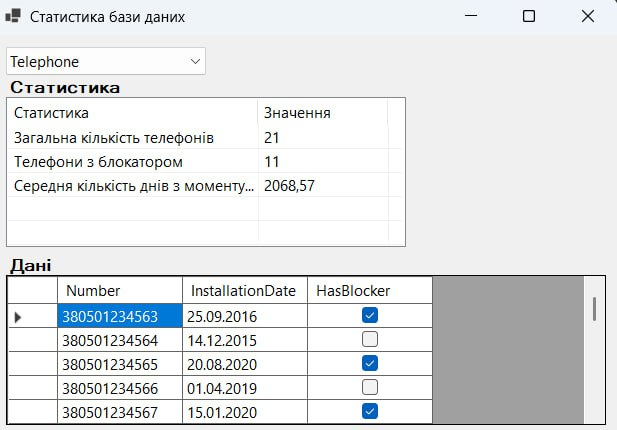 Статистика бази даних
Telephone
Статистика
Статистика Значення
Загальна кількість телефонів 21
Телефони з блокатором 11
Середня кількість днів з моменту... 2068,57
Дані
Number InstallationDate HasBlocker
380501234563 25.09.2016
380501234564 14.12.2015
380501234565 20.08.2020
380501234566 01.04.2019
380501234567 15.01.2020